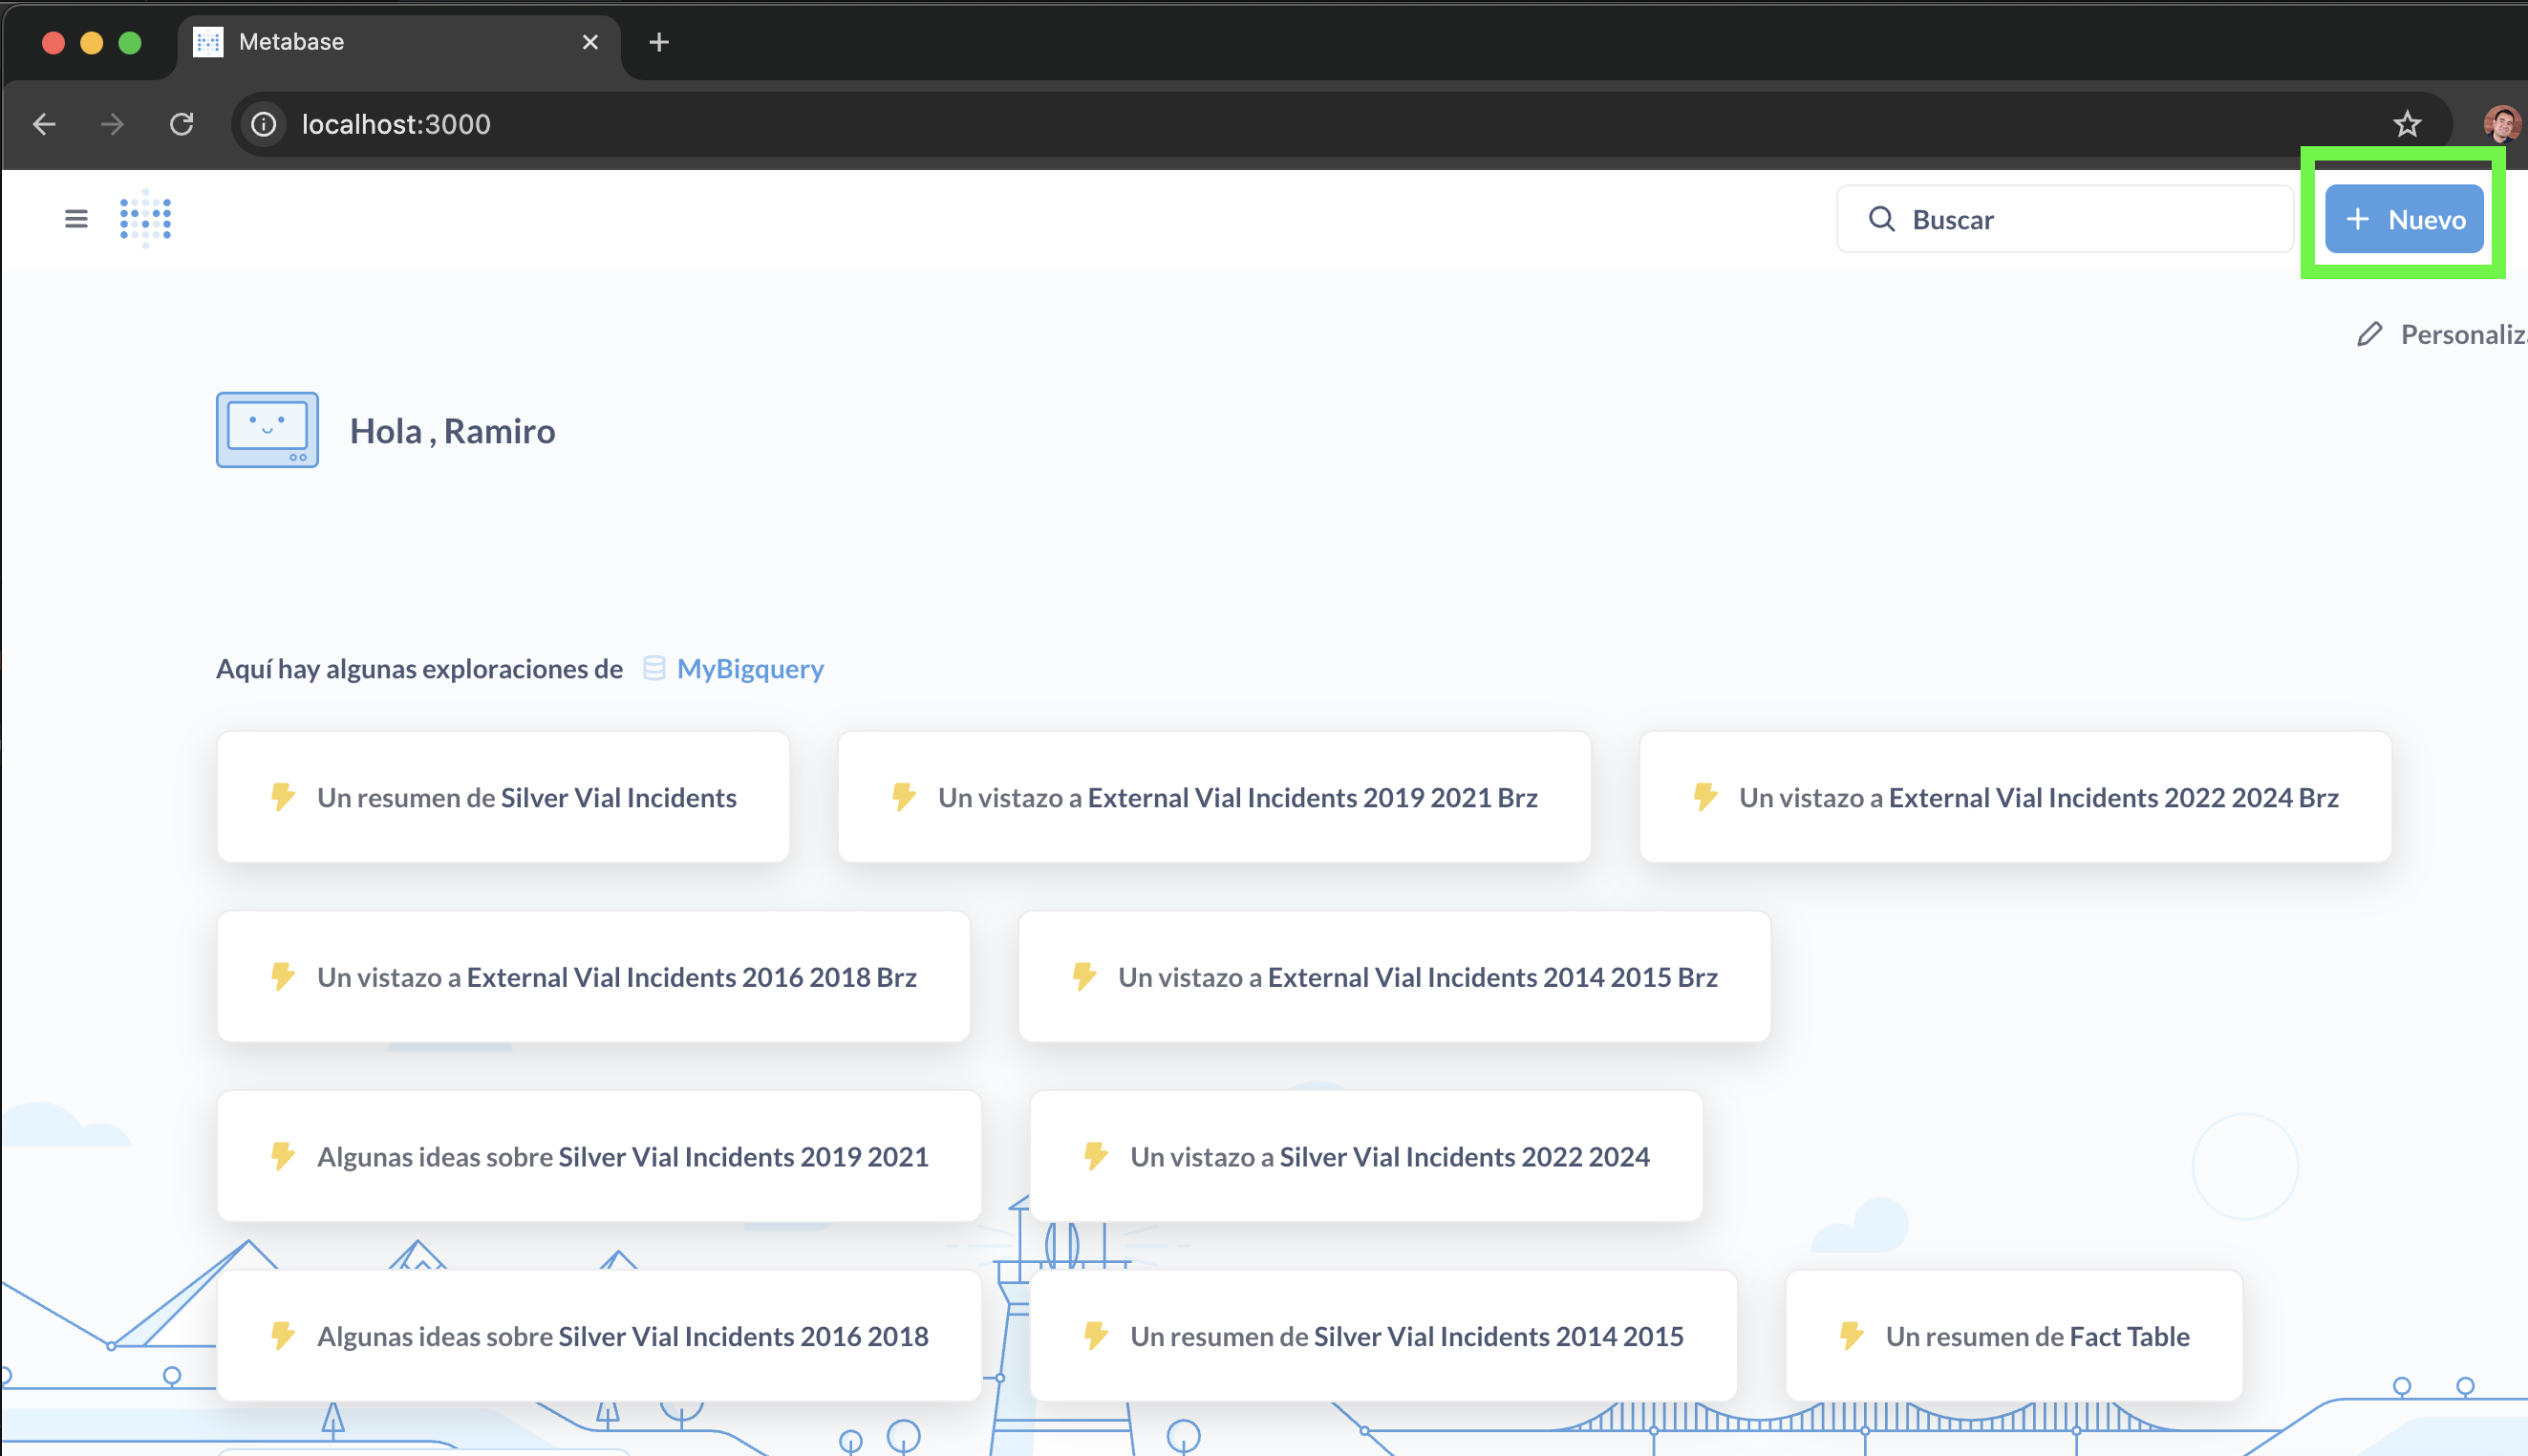 Metabase
localhost:3000
Buscar
+ Nuevo
Personaliza
Hola , Ramiro
Aquí hay algunas exploraciones de MyBigquery
Un resumen de Silver Vial Incidents
Un vistazo a External Vial Incidents 2019 2021 Brz
Un vistazo a External Vial Incidents 2022 2024 Brz
Un vistazo a External Vial Incidents 2016 2018 Brz
Un vistazo a External Vial Incidents 2014 2015 Brz
Algunas ideas sobre Silver Vial Incidents 2019 2021
Un vistazo a Silver Vial Incidents 2022 2024
Algunas ideas sobre Silver Vial Incidents 2016 2018
Un resumen de Silver Vial Incidents 2014 2015
Un resumen de Fact Table